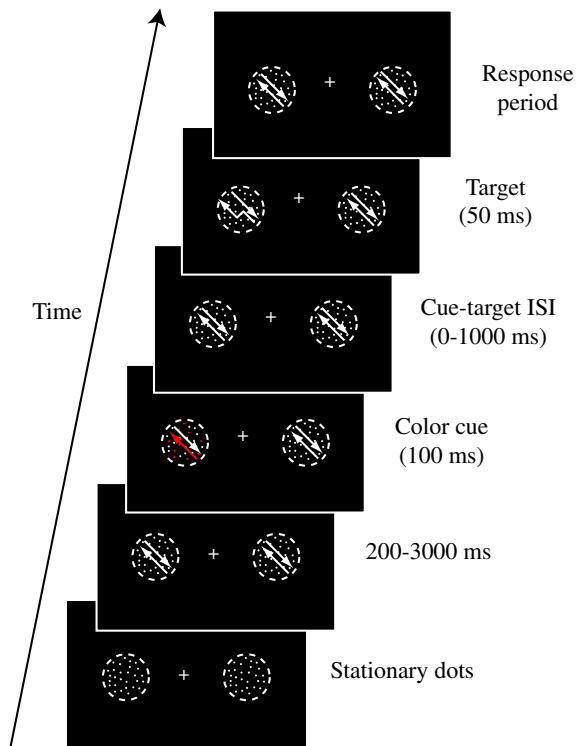 Response
period
Target
(50 ms)
Time
Cue-target ISI
(0-1000 ms)
Color cue
(100 ms)
200-3000 ms
Stationary dots